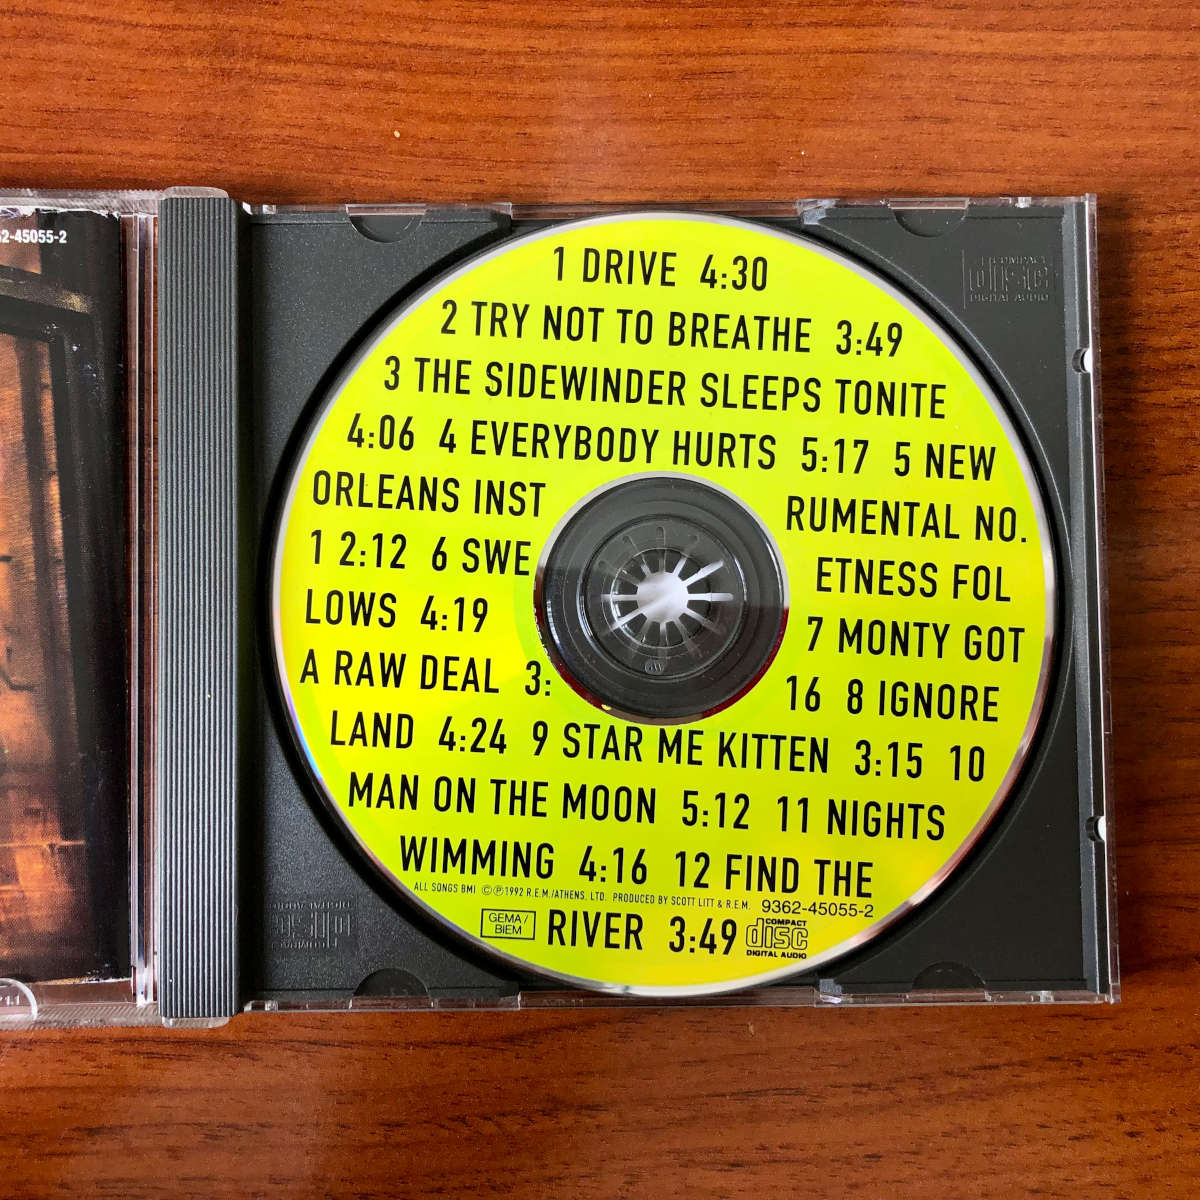 62-45055-2
1 DRIVE 4:30
2 TRY NOT TO BREATHE 3:49
3 THE SIDEWINDER SLEEPS TONITE
4:06 4 EVERYBODY HURTS 5:17 5 NEW
ORLEANS INST RUMENTAL NO.
1 2:12 6 SWE ETNESS FOL
LOWS 4:19 7 MONTY GOT
A RAW DEAL 3: 16 8 IGNORE
LAND 4:24 9 STAR ME KITTEN 3:15 10
MAN ON THE MOON 5:12 11 NIGHTS
WIMMING 4:16 12 FIND THE
ALL SONGS BMI ©℗1992 R.E.M./ATHENS, LTD. PRODUCED BY SCOTT LITT & R.E.M. 9362-45055-2
GEMA/
BIEM
RIVER 3:49
COMPACT
disc
DIGITAL AUDIO
COMPACT
disc
DIGITAL AUDIO
COMPACT
disc
DIGITAL AUDIO